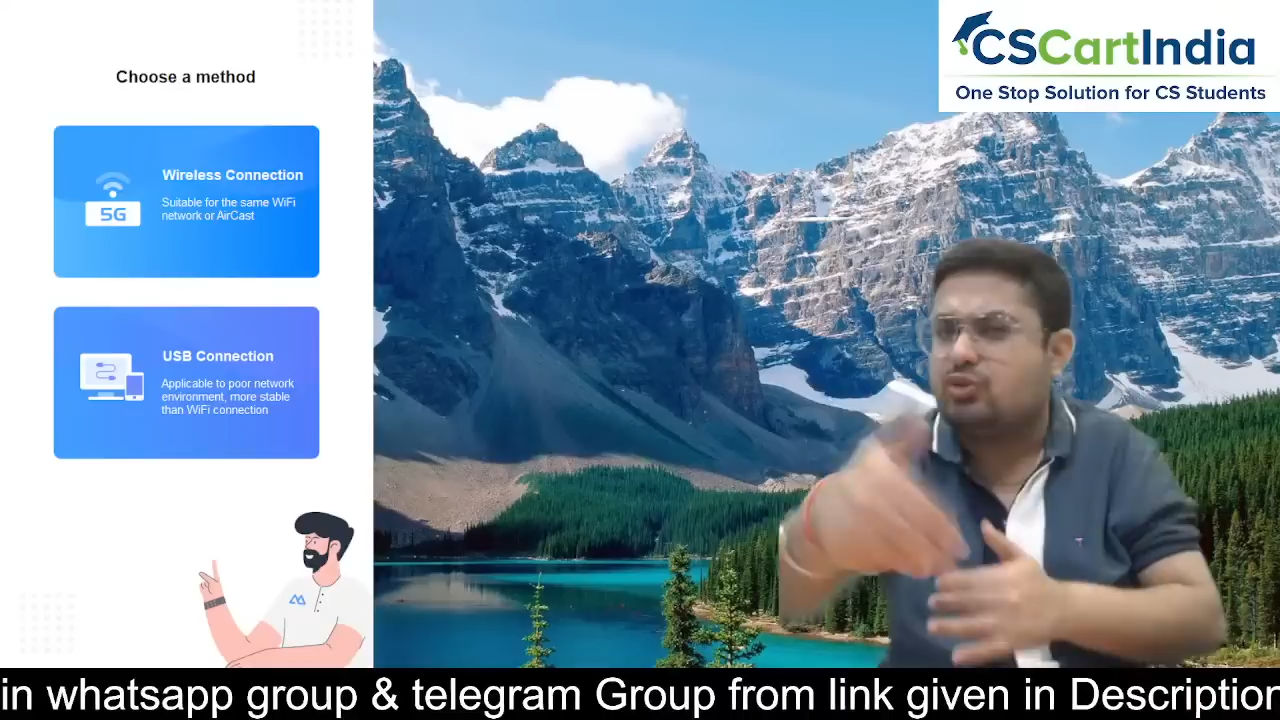 Choose a method
Wireless Connection
Suitable for the same WiFi
network or AirCast
5G
USB Connection
Applicable to poor network
environment, more stable
than WiFi connection
CSCartIndia
One Stop Solution for CS Students
in whatsapp group & telegram Group from link given in Description